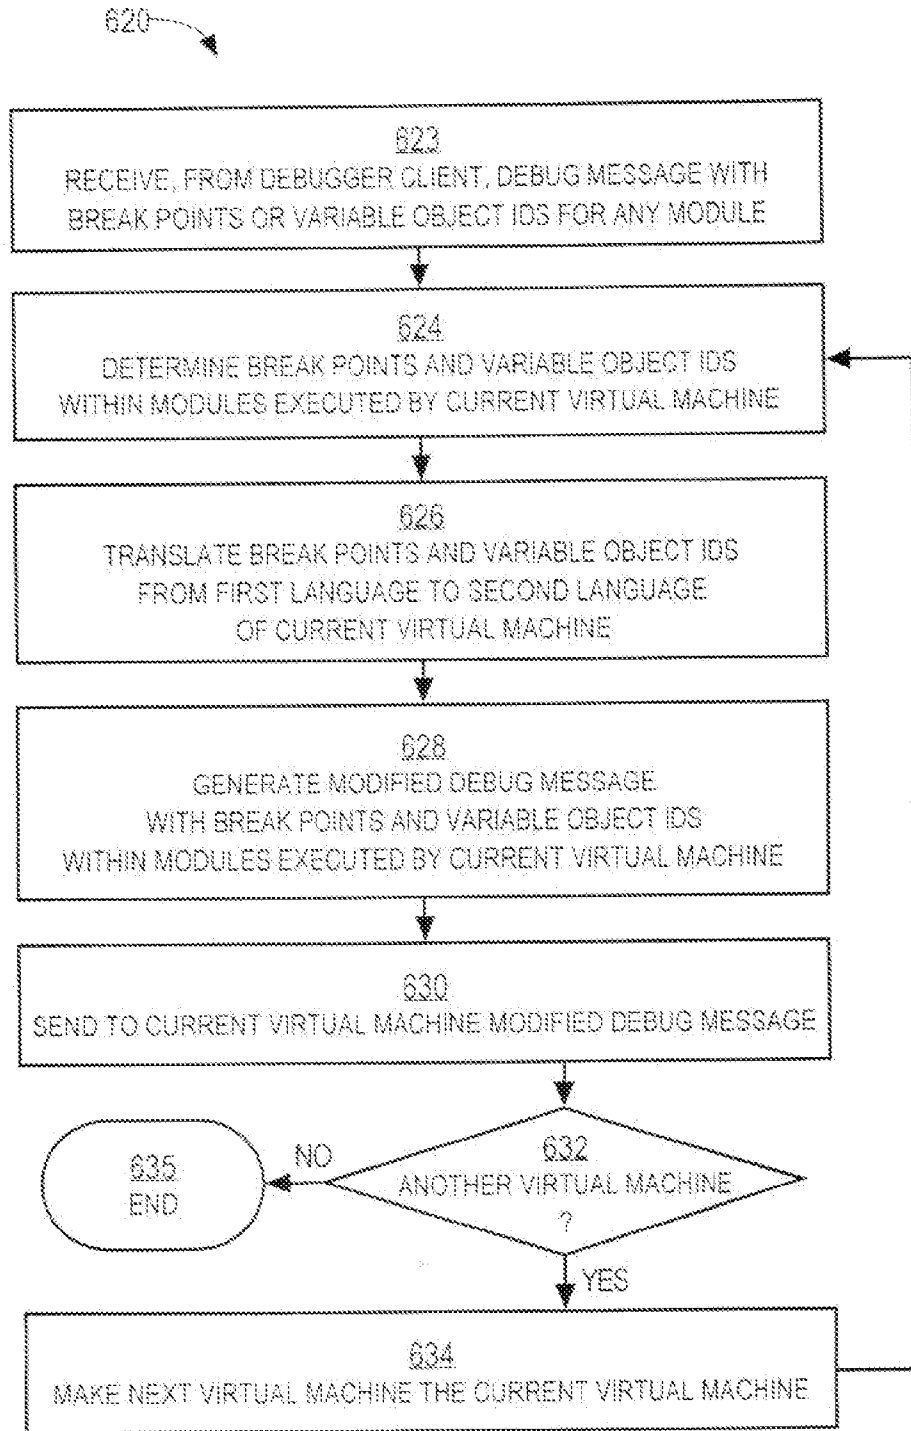 620
623
RECEIVE, FROM DEBUGGER CLIENT, DEBUG MESSAGE WITH
BREAK POINTS OR VARIABLE OBJECT IDS FOR ANY MODULE
624
DETERMINE BREAK POINTS AND VARIABLE OBJECT IDS
WITHIN MODULES EXECUTED BY CURRENT VIRTUAL MACHINE
626
TRANSLATE BREAK POINTS AND VARIABLE OBJECT IDS
FROM FIRST LANGUAGE TO SECOND LANGUAGE
OF CURRENT VIRTUAL MACHINE
628
GENERATE MODIFIED DEBUG MESSAGE
WITH BREAK POINTS AND VARIABLE OBJECT IDS
WITHIN MODULES EXECUTED BY CURRENT VIRTUAL MACHINE
630
SEND TO CURRENT VIRTUAL MACHINE MODIFIED DEBUG MESSAGE
632
ANOTHER VIRTUAL MACHINE
?
NO
635
END
YES
634
MAKE NEXT VIRTUAL MACHINE THE CURRENT VIRTUAL MACHINE